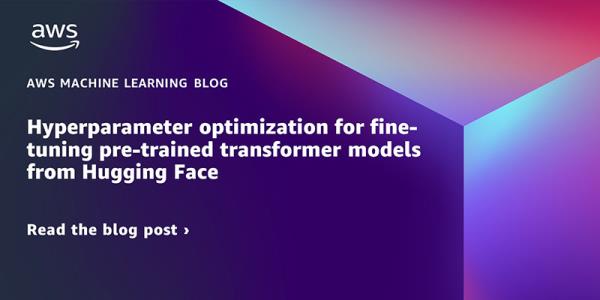 aws
AWS MACHINE LEARNING BLOG
Hyperparameter optimization for fine-
tuning pre-trained transformer models
from Hugging Face
Read the blog post ›